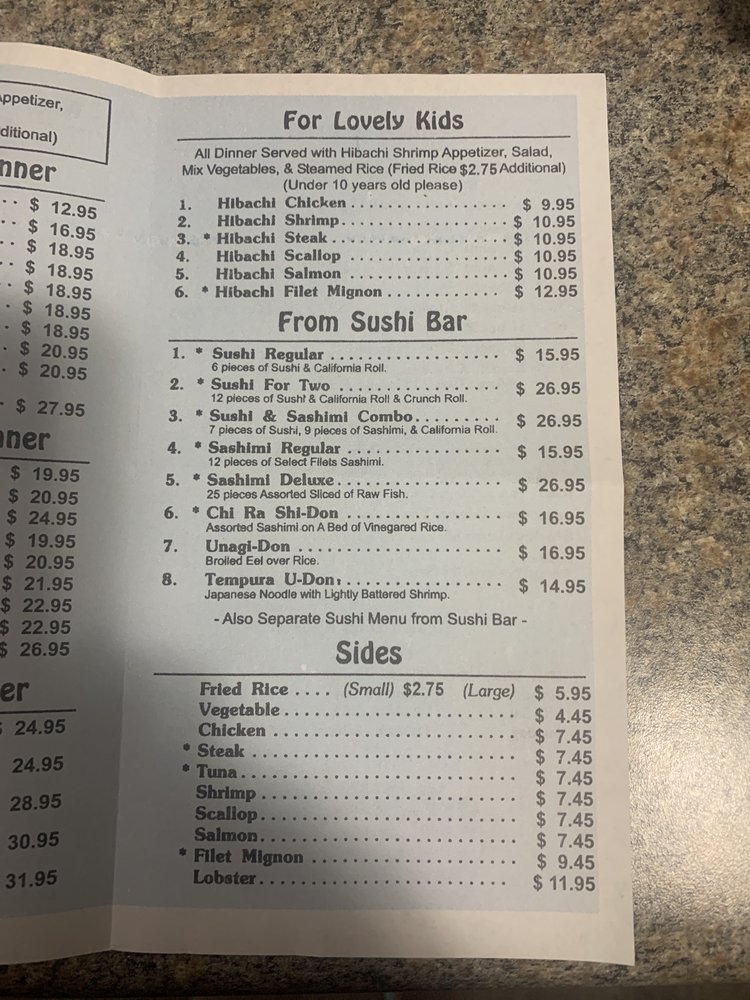 ppetizer,
ditional)
nner
.. $ 12.95
.. $ 16.95
.. $ 18.95
.. $ 18.95
. $ 18.95
. $ 18.95
. $ 18.95
. $ 20.95
. $ 20.95
. $ 27.95
nner
$ 19.95
$ 20.95
$ 24.95
$ 19.95
$ 20.95
$ 21.95
$ 22.95
$ 22.95
$ 26.95
er
$ 24.95
24.95
28.95
30.95
31.95
For Lovely Kids
All Dinner Served with Hibachi Shrimp Appetizer, Salad,
Mix Vegetables, & Steamed Rice (Fried Rice $2.75 Additional)
(Under 10 years old please)
1. Hibachi Chicken .................. $ 9.95
2. Hibachi Shrimp................... $ 10.95
3. * Hibachi Steak .................... $ 10.95
4. Hibachi Scallop .................. $ 10.95
5. Hibachi Salmon .................. $ 10.95
6. * Hibachi Filet Mignon ............. $ 12.95
From Sushi Bar
1. * Sushi Regular .................. $ 15.95
6 pieces of Sushi & California Roll.
2. * Sushi For Two .................. $ 26.95
12 pieces of Sushi & California Roll & Crunch Roll.
3. * Sushi & Sashimi Combo......... $ 26.95
7 pieces of Sushi, 9 pieces of Sashimi, & California Roll.
4. * Sashimi Regular ................ $ 15.95
12 pieces of Select Filets Sashimi.
5. * Sashimi Deluxe................. $ 26.95
25 pieces Assorted Sliced of Raw Fish.
6. * Chi Ra Shi-Don ................ $ 16.95
Assorted Sashimi on A Bed of Vinegared Rice.
7. Unagi-Don ..................... $ 16.95
Broiled Eel over Rice.
8. Tempura U-Don................. $ 14.95
Japanese Noodle with Lightly Battered Shrimp.
- Also Separate Sushi Menu from Sushi Bar -
Sides
Fried Rice .... (Small) $2.75 (Large) $ 5.95
Vegetable ....................... $ 4.45
Chicken ........................ $ 7.45
* Steak .......................... $ 7.45
* Tuna........................... $ 7.45
Shrimp ......................... $ 7.45
Scallop......................... $ 7.45
Salmon......................... $ 7.45
* Filet Mignon .................... $ 9.45
Lobster......................... $ 11.95